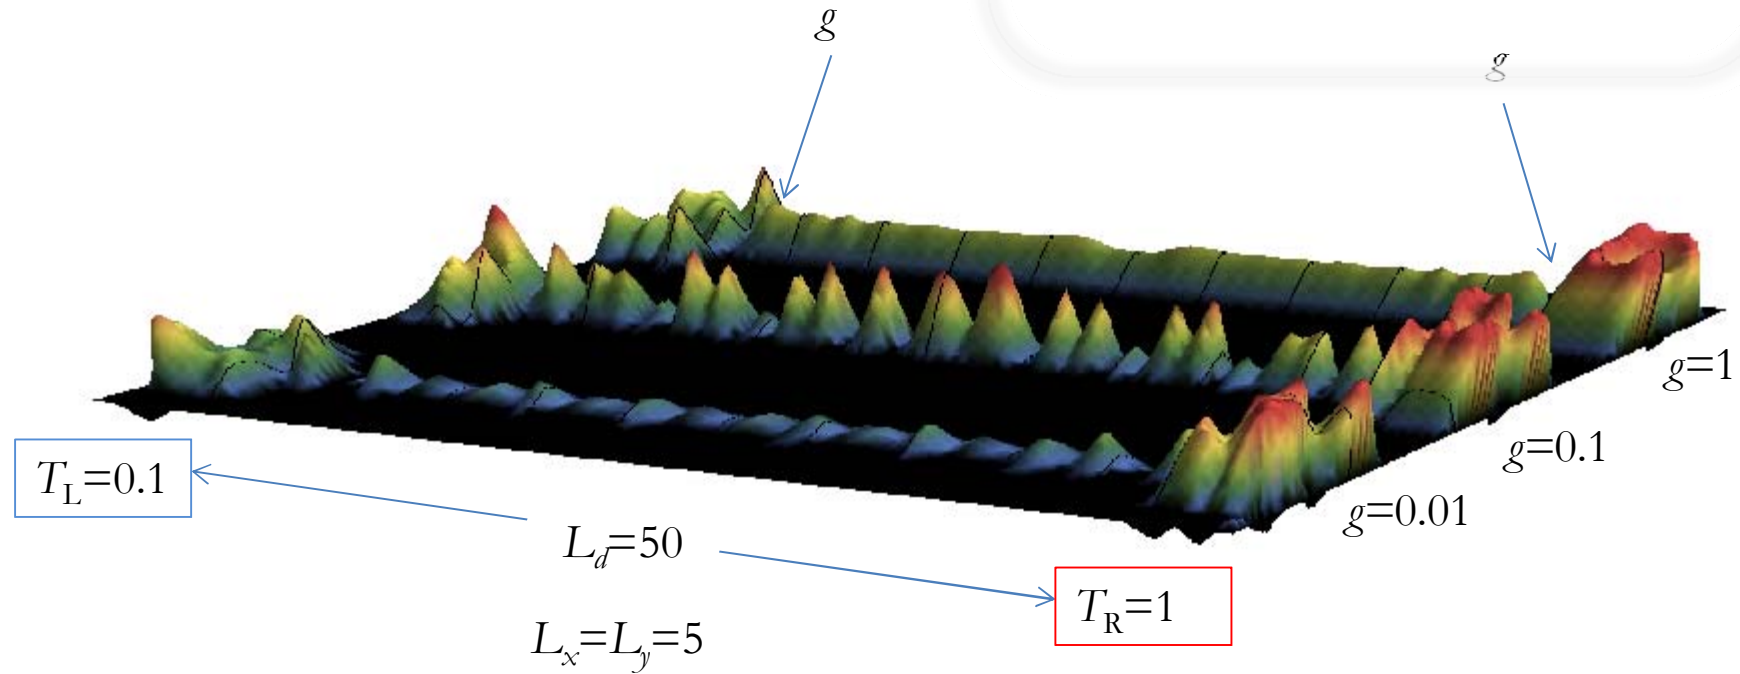 g
g
g=1
g=0.1
T_L=0.1
g=0.01
L_d=50
T_R=1
L_x=L_y=5